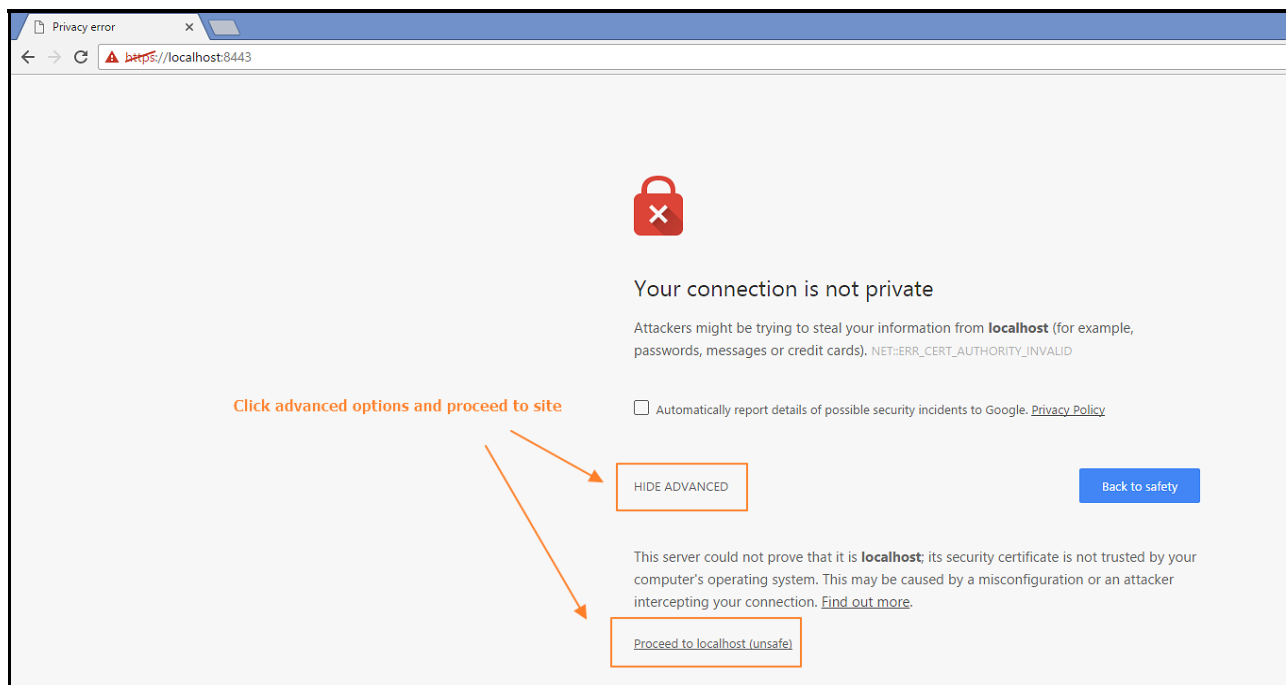 Privacy error
https://localhost:8443
Your connection is not private
Attackers might be trying to steal your information from localhost (for example,
passwords, messages or credit cards). NET::ERR_CERT_AUTHORITY_INVALID
Click advanced options and proceed to site
Automatically report details of possible security incidents to Google. Privacy Policy
HIDE ADVANCED
Back to safety
This server could not prove that it is localhost; its security certificate is not trusted by your
computer's operating system. This may be caused by a misconfiguration or an attacker
intercepting your connection. Find out more.
Proceed to localhost (unsafe)